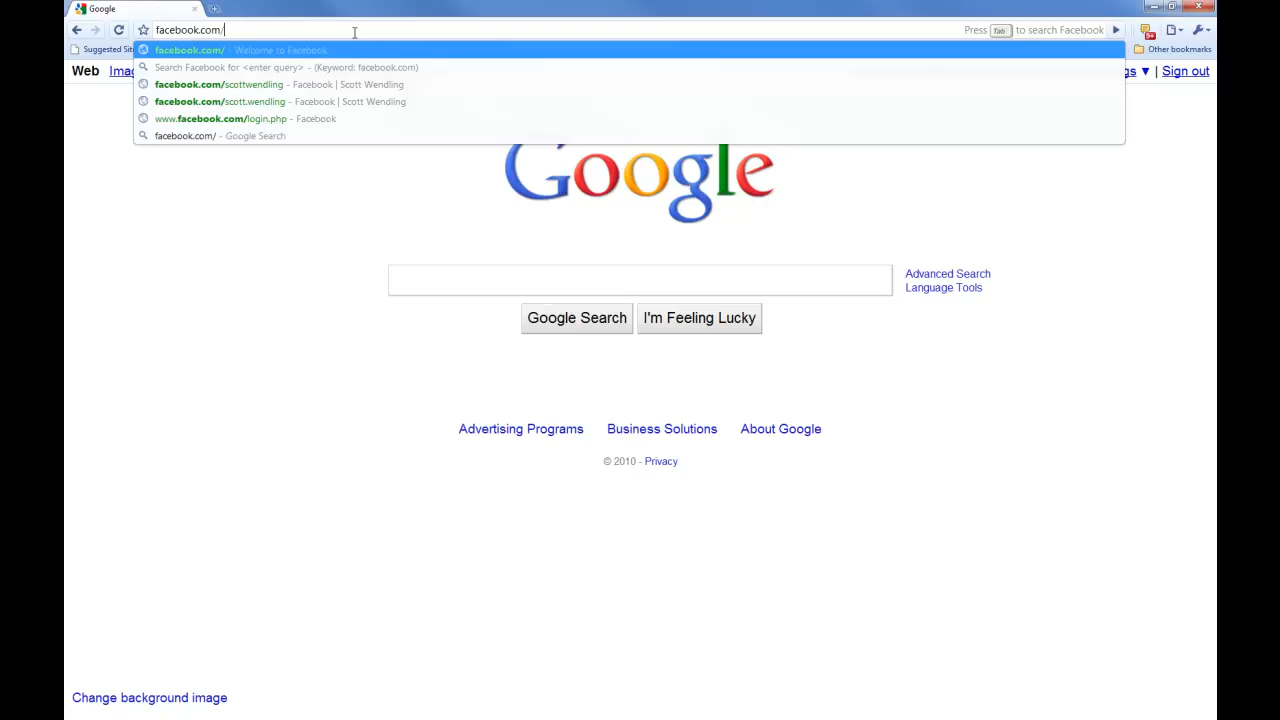 Google
facebook.com/
Press Tab to search Facebook
Suggested Sit
Other bookmarks
facebook.com/ - Welcome to Facebook
Search Facebook for <enter query> - (Keyword: facebook.com)
facebook.com/scottwendling - Facebook | Scott Wendling
facebook.com/scott.wendling - Facebook | Scott Wendling
www.facebook.com/login.php - Facebook
facebook.com/ - Google Search
Web Imag
gs ▼ | Sign out
Google
Advanced Search
Language Tools
Google Search
I'm Feeling Lucky
Advertising Programs
Business Solutions
About Google
© 2010 - Privacy
Change background image